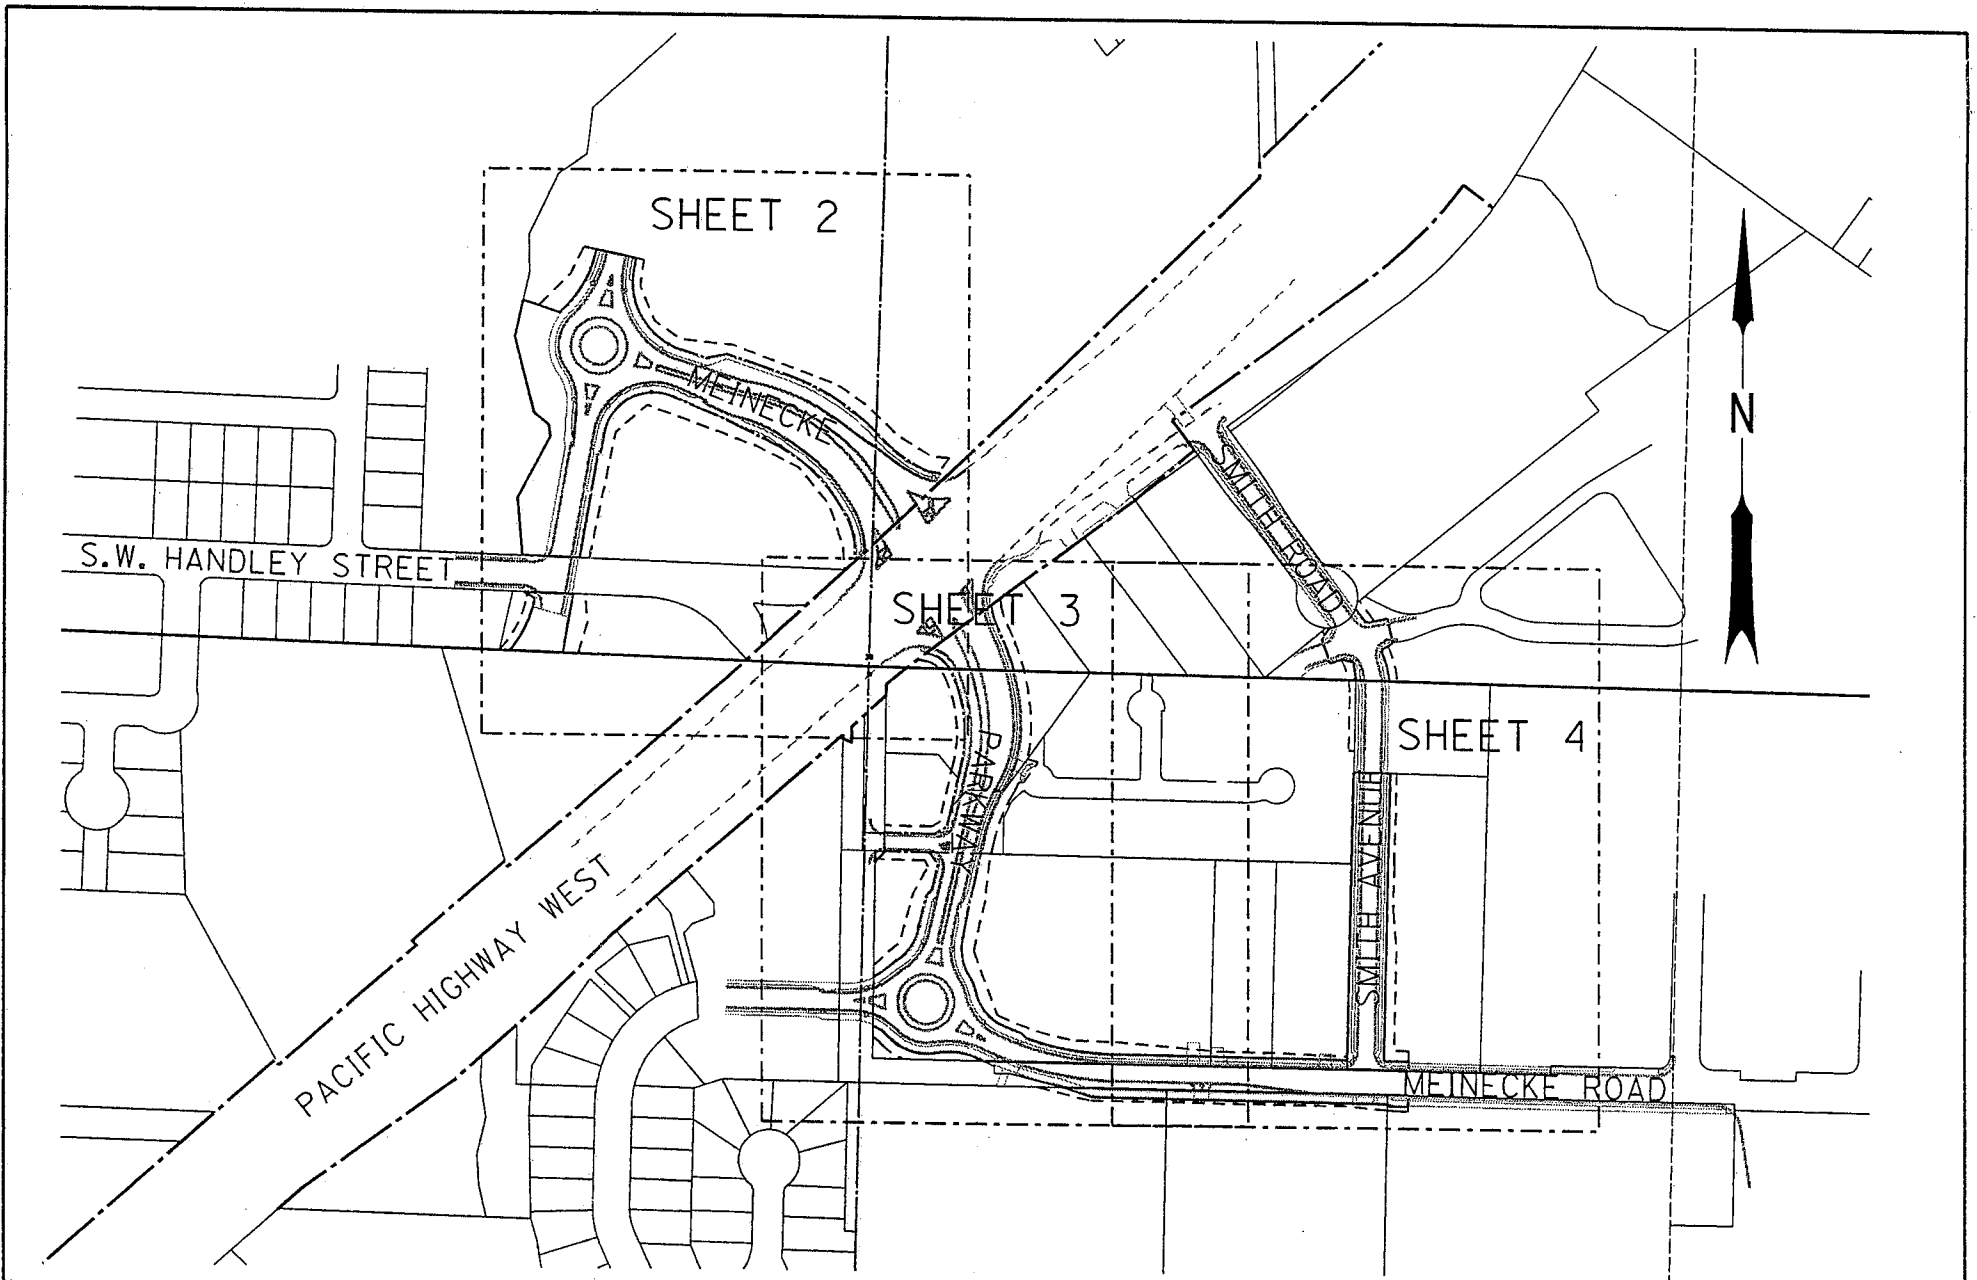 SHEET 2
MEINECKE
N
SMITH ROAD
S.W. HANDLEY STREET
SHEET 3
SHEET 4
PARKWAY
SMITH AVENUE
PACIFIC HIGHWAY WEST
MEINECKE ROAD